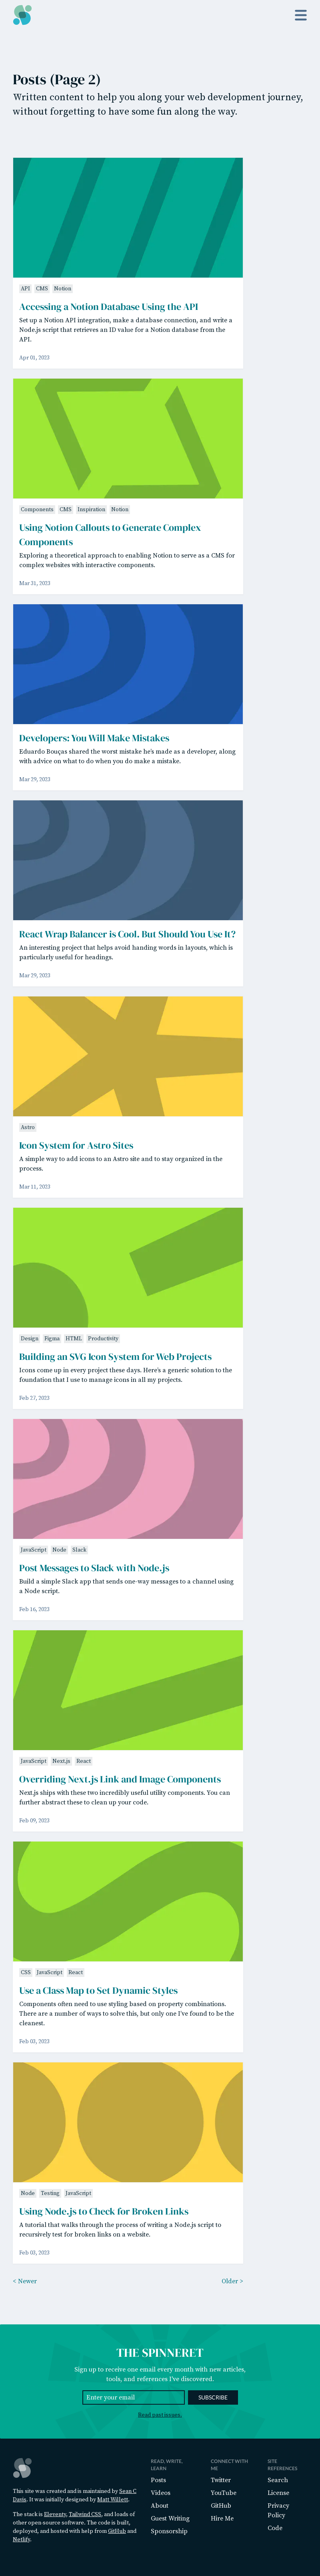 Posts (Page 2)
Written content to help you along your web development journey,
without forgetting to have some fun along the way.
API CMS Notion
Accessing a Notion Database Using the API
Set up a Notion API integration, make a database connection, and write a
Node.js script that retrieves an ID value for a Notion database from the
API.
Apr 01, 2023
Components CMS Inspiration Notion
Using Notion Callouts to Generate Complex
Components
Exploring a theoretical approach to enabling Notion to serve as a CMS for
complex websites with interactive components.
Mar 31, 2023
Developers: You Will Make Mistakes
Eduardo Bouças shared the worst mistake he's made as a developer, along
with advice on what to do when you do make a mistake.
Mar 29, 2023
React Wrap Balancer is Cool. But Should You Use It?
An interesting project that helps avoid handing words in layouts, which is
particularly useful for headings.
Mar 29, 2023
Astro
Icon System for Astro Sites
A simple way to add icons to an Astro site and to stay organized in the
process.
Mar 11, 2023
Design Figma HTML Productivity
Building an SVG Icon System for Web Projects
Icons come up in every project these days. Here's a generic solution to the
foundation that I use to manage icons in all my projects.
Feb 27, 2023
JavaScript Node Slack
Post Messages to Slack with Node.js
Build a simple Slack app that sends one-way messages to a channel using
a Node script.
Feb 16, 2023
JavaScript Next.js React
Overriding Next.js Link and Image Components
Next.js ships with these two incredibly useful utility components. You can
further abstract these to clean up your code.
Feb 09, 2023
CSS JavaScript React
Use a Class Map to Set Dynamic Styles
Components often need to use styling based on property combinations.
There are a number of ways to solve this, but only one I've found to be the
cleanest.
Feb 03, 2023
Node Testing JavaScript
Using Node.js to Check for Broken Links
A tutorial that walks through the process of writing a Node.js script to
recursively test for broken links on a website.
Feb 03, 2023
< Newer
Older >
THE SPINNERET
Sign up to receive one email every month with new articles,
tools, and references I've discovered.
Enter your email
SUBSCRIBE
Read past issues.
This site was created and is maintained by Sean C
Davis. It was initially designed by Matt Willett.
The stack is Eleventy, Tailwind CSS, and loads of
other open-source software. The code is built,
deployed, and hosted with help from GitHub and
Netlify.
READ, WRITE,
LEARN
Posts
Videos
About
Guest Writing
Sponsorship
CONNECT WITH
ME
Twitter
YouTube
GitHub
Hire Me
SITE
REFERENCES
Search
License
Privacy
Policy
Code